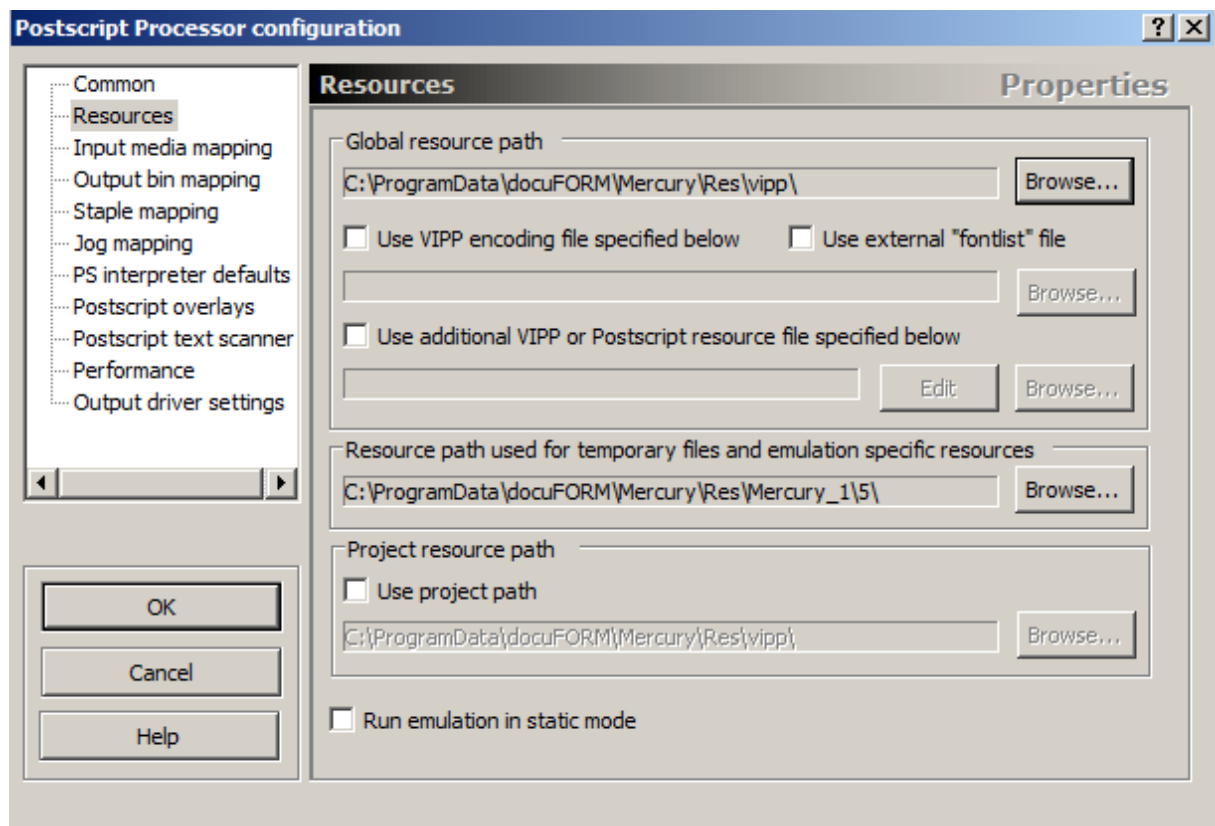 Postscript Processor configuration
Common
Resources
Input media mapping
Output bin mapping
Staple mapping
Jog mapping
PS interpreter defaults
Postscript overlays
Postscript text scanner
Performance
Output driver settings
OK
Cancel
Help
Resources Properties
Global resource path
C:\ProgramData\docuFORM\Mercury\Res\vipp\ Browse...
Use VIPP encoding file specified below Use external "fontlist" file
Browse...
Use additional VIPP or Postscript resource file specified below
Edit Browse...
Resource path used for temporary files and emulation specific resources
C:\ProgramData\docuFORM\Mercury\Res\Mercury_1\5\ Browse...
Project resource path
Use project path
C:\ProgramData\docuFORM\Mercury\Res\vipp\ Browse...
Run emulation in static mode